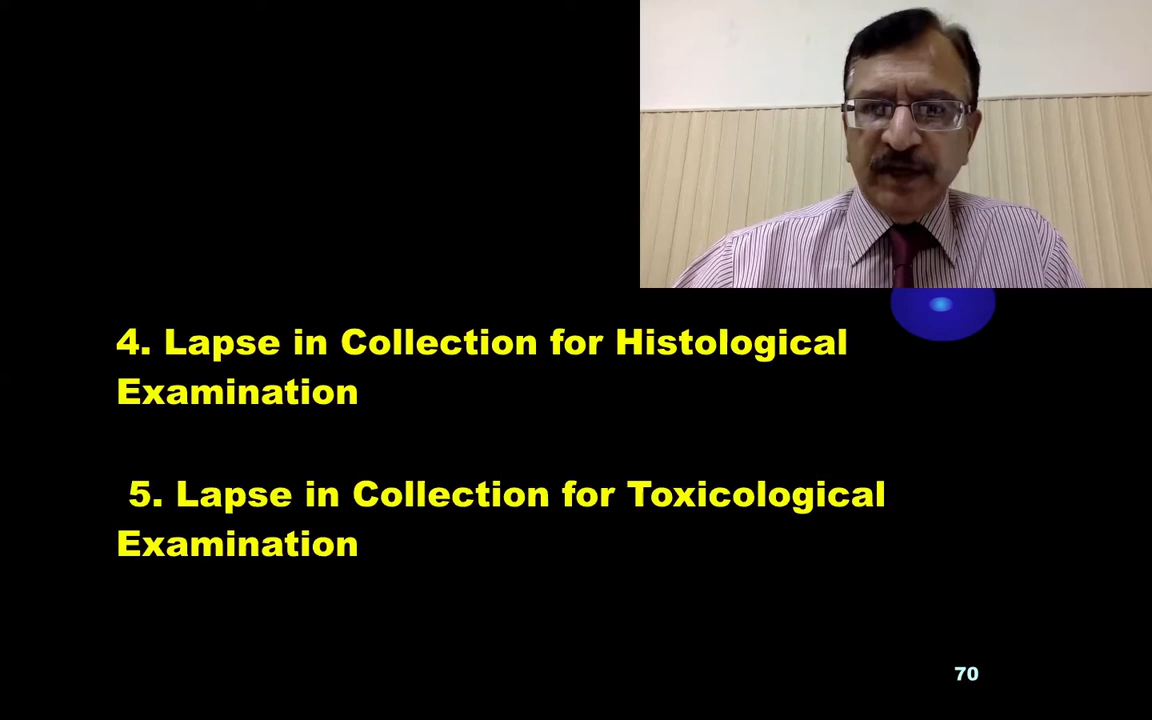 4. Lapse in Collection for Histological
Examination
5. Lapse in Collection for Toxicological
Examination
70